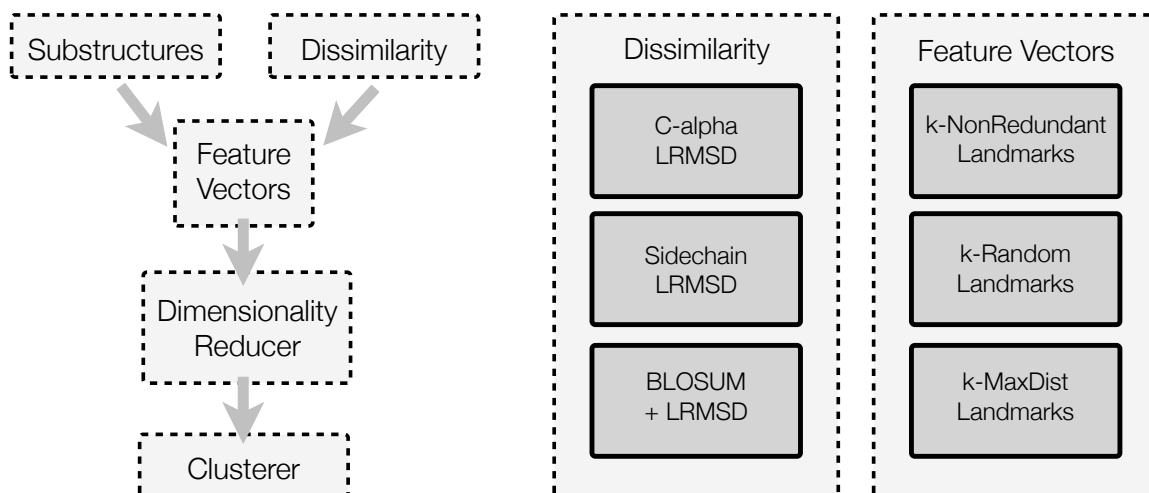 Substructures
Dissimilarity
Feature
Vectors
Dimensionality
Reducer
Clusterer
Dissimilarity
C-alpha
LRMSD
Sidechain
LRMSD
BLOSUM
+ LRMSD
Feature Vectors
k-NonRedundant
Landmarks
k-Random
Landmarks
k-MaxDist
Landmarks